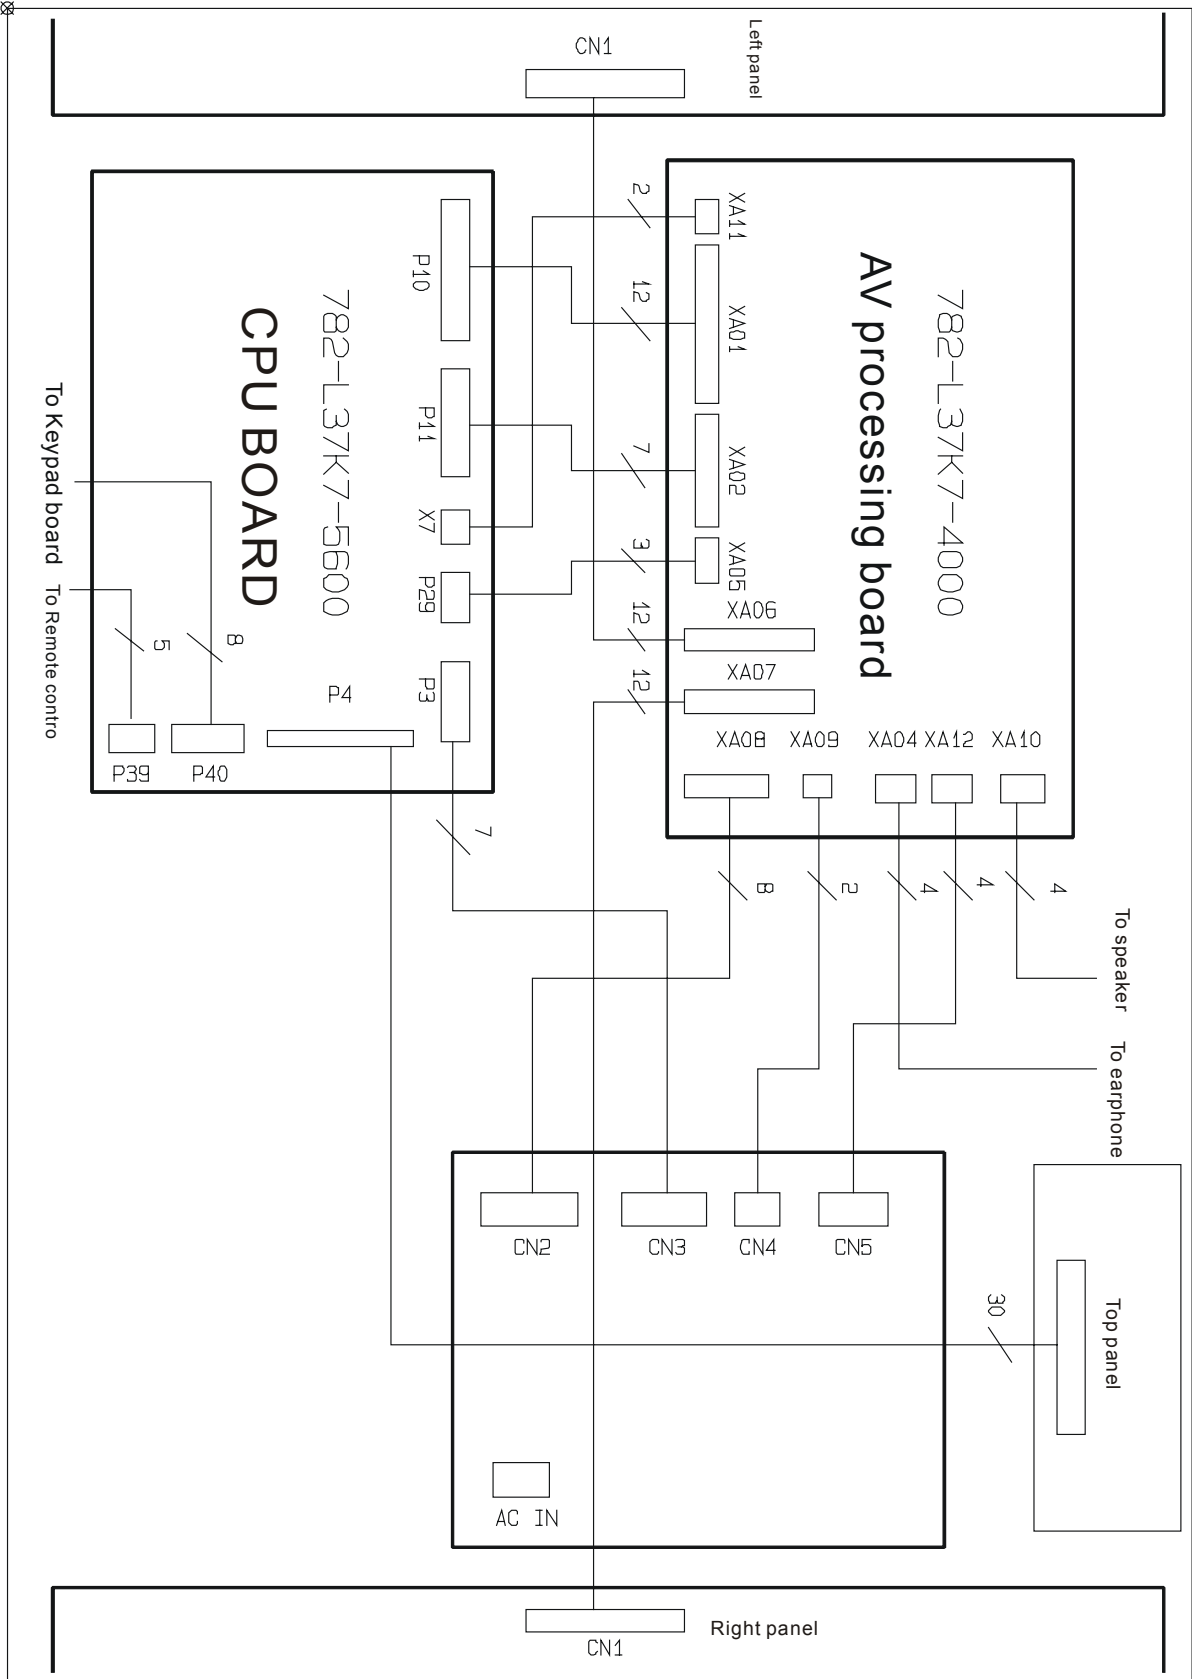 CN1
Left panel
2
XA11
12
XA01
P10
7
XA02
P11
3
XA05
X7
P29
12
XA06
12
XA07
P3
P4
AV processing board
782-L37K7-4000
782-L37K7-5600
CPU BOARD
To Keypad board
To Remote contro
5
8
P39
P40
XA08
XA09
XA04
XA12
XA10
7
8
2
4
4
4
To speaker
To earphone
CN2
CN3
CN4
CN5
30
Top panel
AC IN
CN1
Right panel